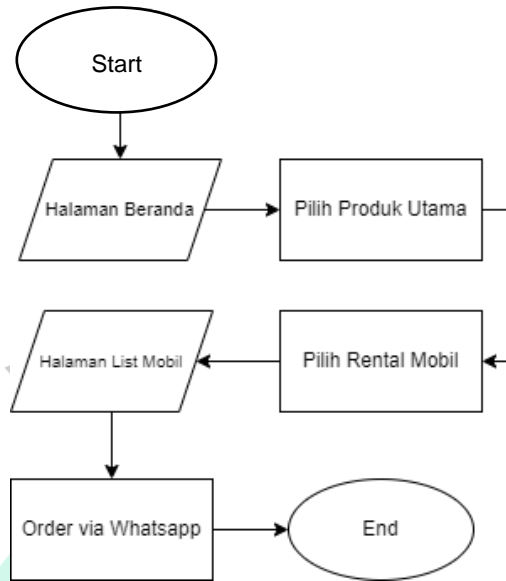 Start
Halaman Beranda
Pilih Produk Utama
Pilih Rental Mobil
Halaman List Mobil
Order via Whatsapp
End